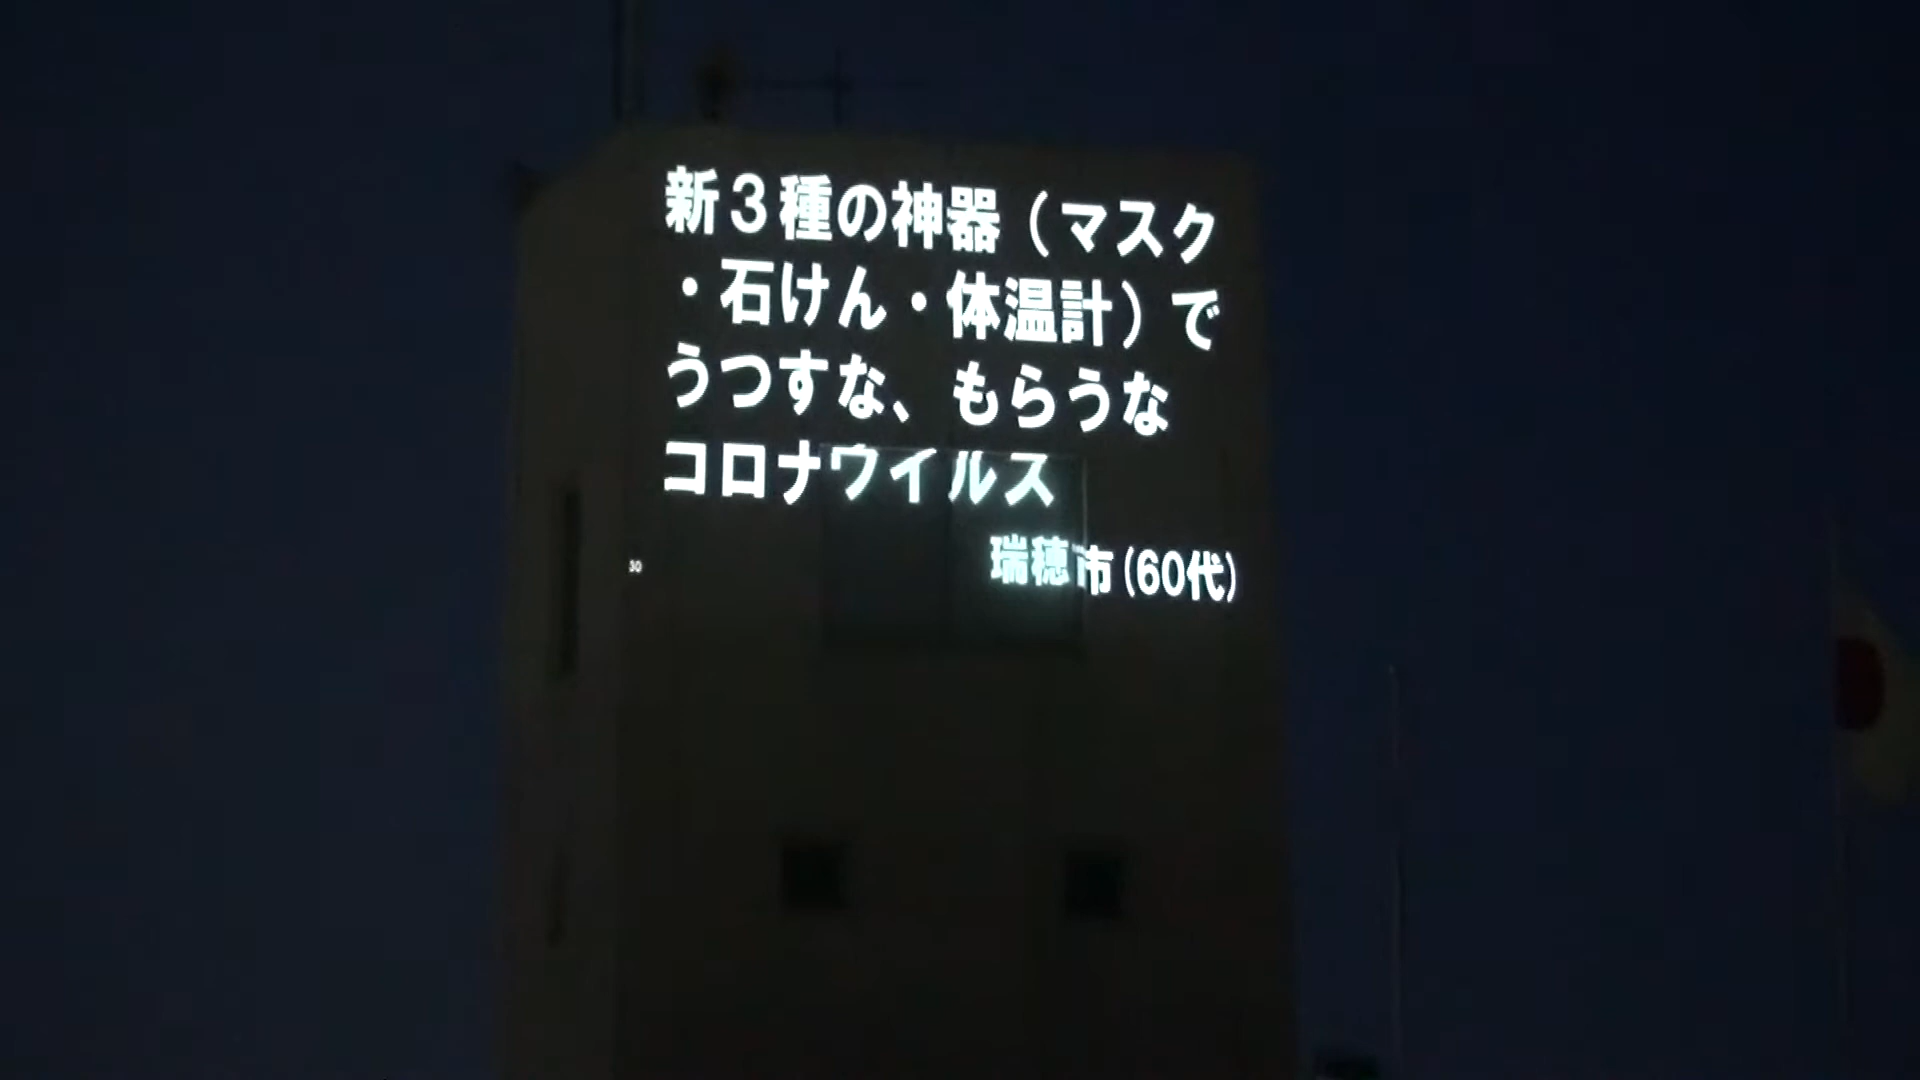 新３種の神器（マスク
・石けん・体温計）で
うつすな、もらうな
コロナウイルス
瑞穂市(60代)
30